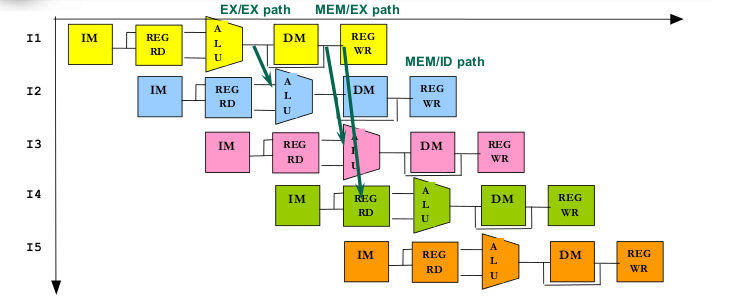 EX/EX path MEM/EX path
I1 IM REG RD A L U DM REG WR
MEM/ID path
I2 IM REG RD A L U DM REG WR
I3 IM REG RD A L U DM REG WR
I4 IM REG RD A L U DM REG WR
I5 IM REG RD A L U DM REG WR